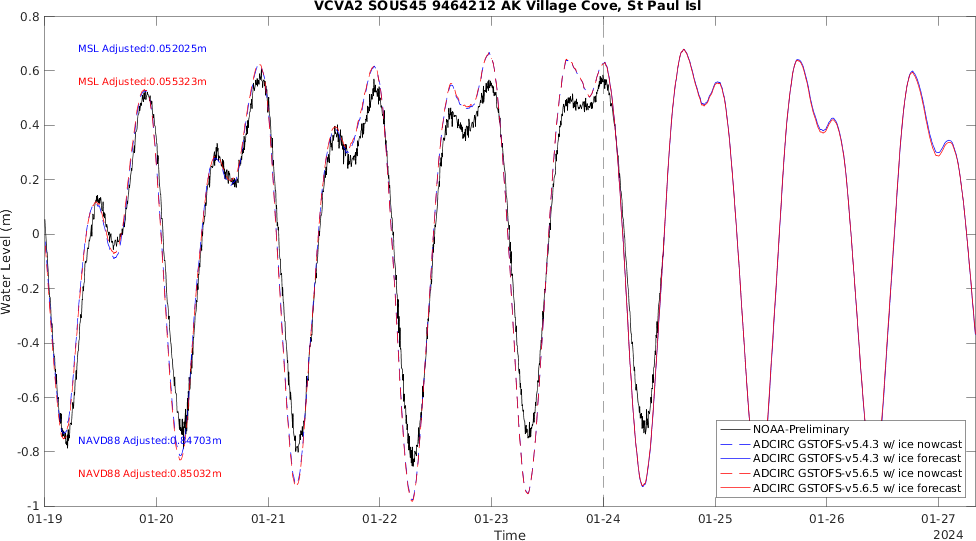 VCVA2 SOUS45 9464212 AK Village Cove, St Paul Isl
0.8
0.6
0.4
0.2
0
-0.2
-0.4
-0.6
-0.8
-1
Water Level (m)
MSL Adjusted:0.052025m
MSL Adjusted:0.055323m
NAVD88 Adjusted:0.84703m
NAVD88 Adjusted:0.85032m
NOAA-Preliminary
ADCIRC GSTOFS-v5.4.3 w/ ice nowcast
ADCIRC GSTOFS-v5.4.3 w/ ice forecast
ADCIRC GSTOFS-v5.6.5 w/ ice nowcast
ADCIRC GSTOFS-v5.6.5 w/ ice forecast
01-19 01-20 01-21 01-22 01-23 01-24 01-25 01-26 01-27
Time
2024